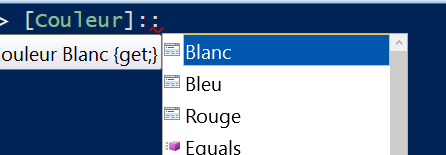 > [Couleur]::
ouleur Blanc {get;}
Blanc
Bleu
Rouge
Equals